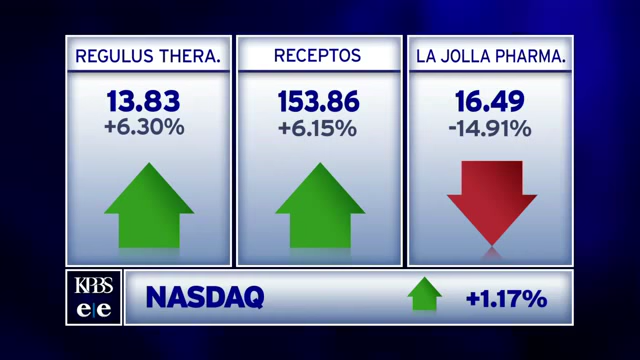 REGULUS THERA.
13.83
+6.30%
RECEPTOS
153.86
+6.15%
LA JOLLA PHARMA.
16.49
-14.91%
KPBS
e|e
NASDAQ
+1.17%